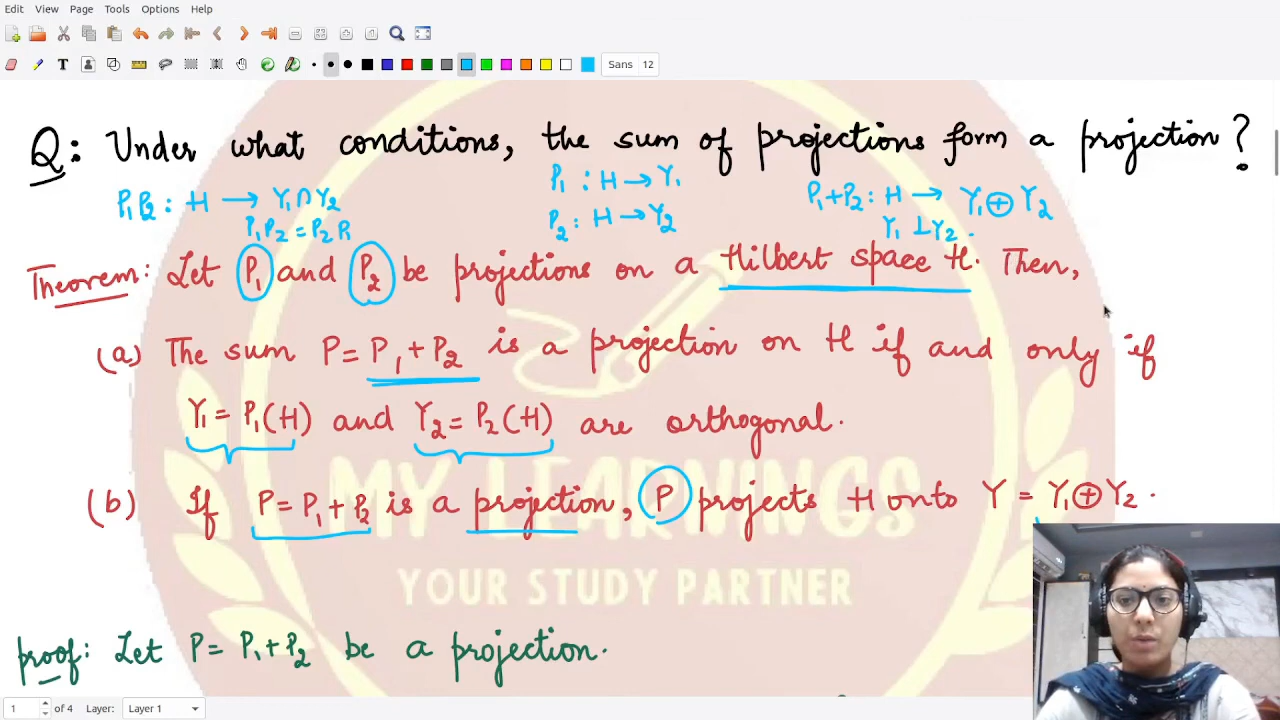 Edit View Page Tools Options Help
Sans 12
Q: Under what conditions, the sum of projections form a projection?
P₁P₂ : H → Y₁∩Y₂
P₁P₂ = P₂P₁
P₁ : H → Y₁
P₂ : H → Y₂
P₁+P₂ : H → Y₁⊕Y₂
Y₁ ⊥ Y₂.
Theorem: Let P₁ and P₂ be projections on a Hilbert space H. Then,
(a) The sum P = P₁ + P₂ is a projection on H if and only if
Y₁ = P₁(H) and Y₂ = P₂(H) are orthogonal.
(b) If P = P₁ + P₂ is a projection, P projects H onto Y = Y₁⊕Y₂.
MY LEARNINGS
YOUR STUDY PARTNER
proof: Let P = P₁ + P₂ be a projection.
1 of 4 Layer: Layer 1